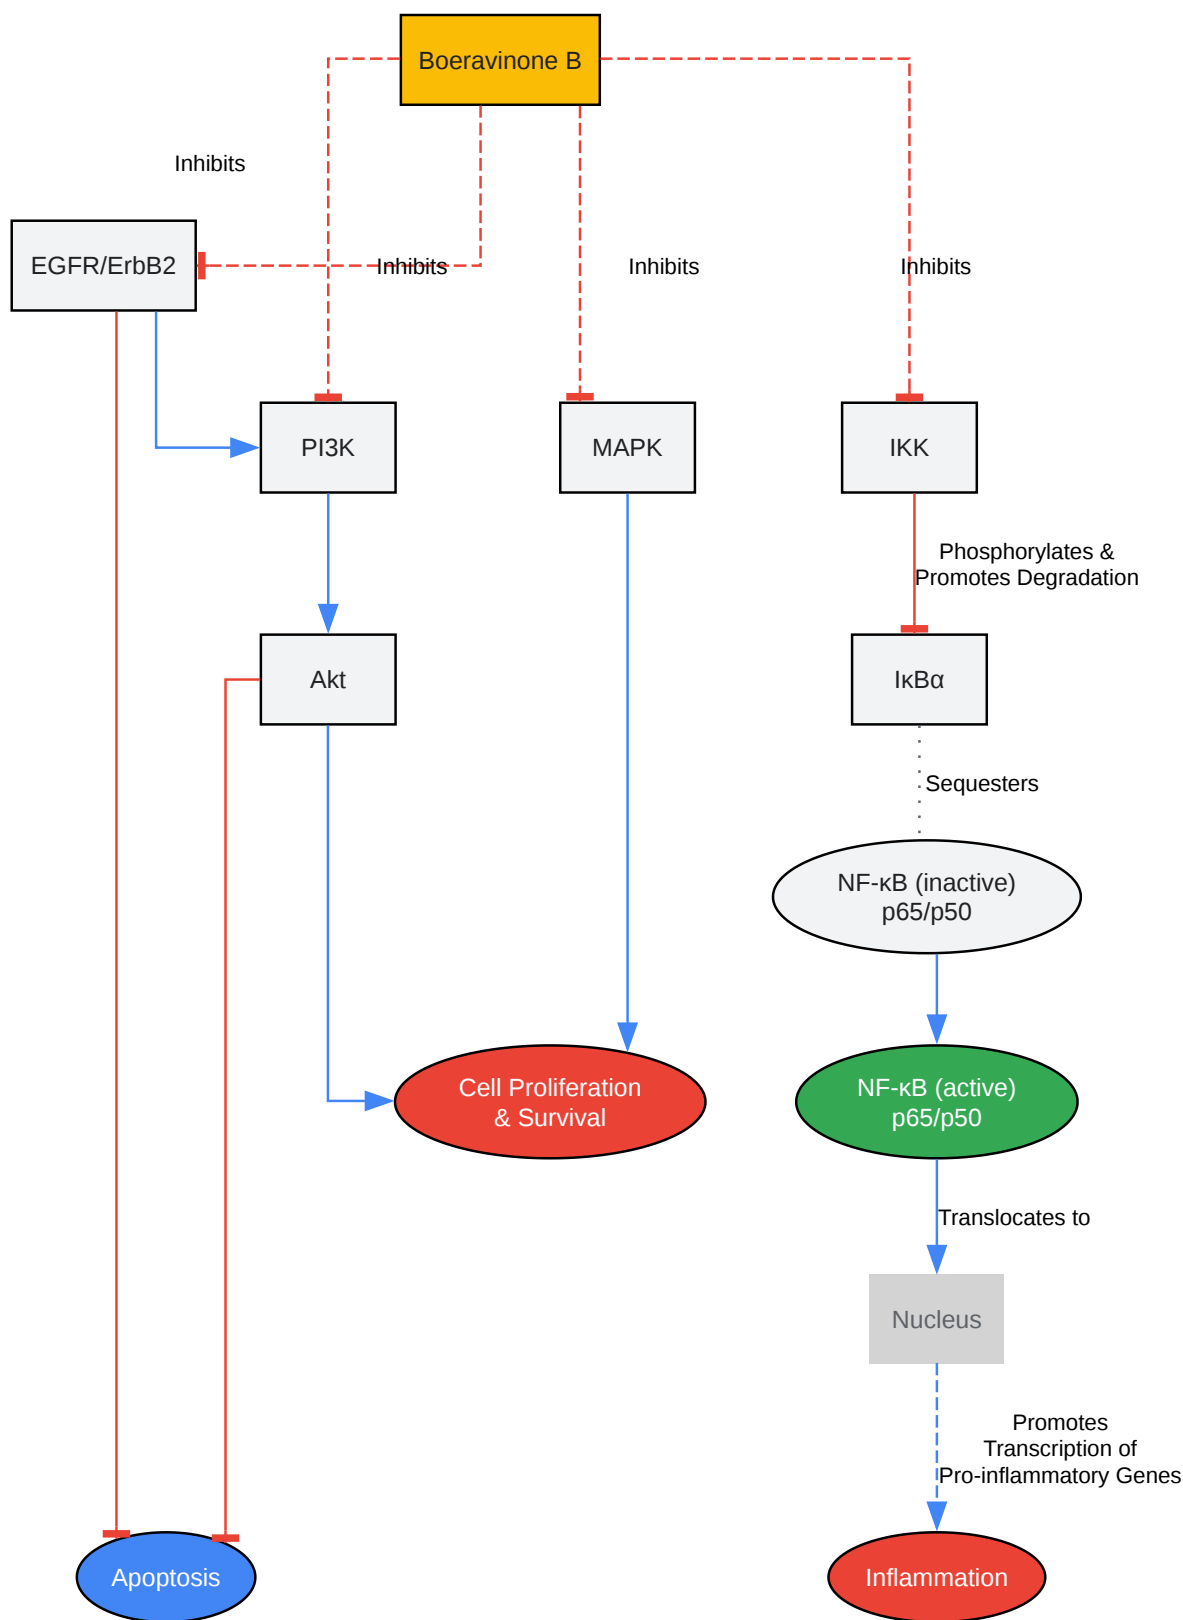 Boeravinone B
Inhibits
EGFR/ErbB2
Inhibits
Inhibits
Inhibits
PI3K
MAPK
IKK
Phosphorylates &
Promotes Degradation
Akt
IκBα
Sequesters
NF-κB (inactive)
p65/p50
Cell Proliferation
& Survival
NF-κB (active)
p65/p50
Translocates to
Nucleus
Promotes
Transcription of
Pro-inflammatory Genes
Apoptosis
Inflammation